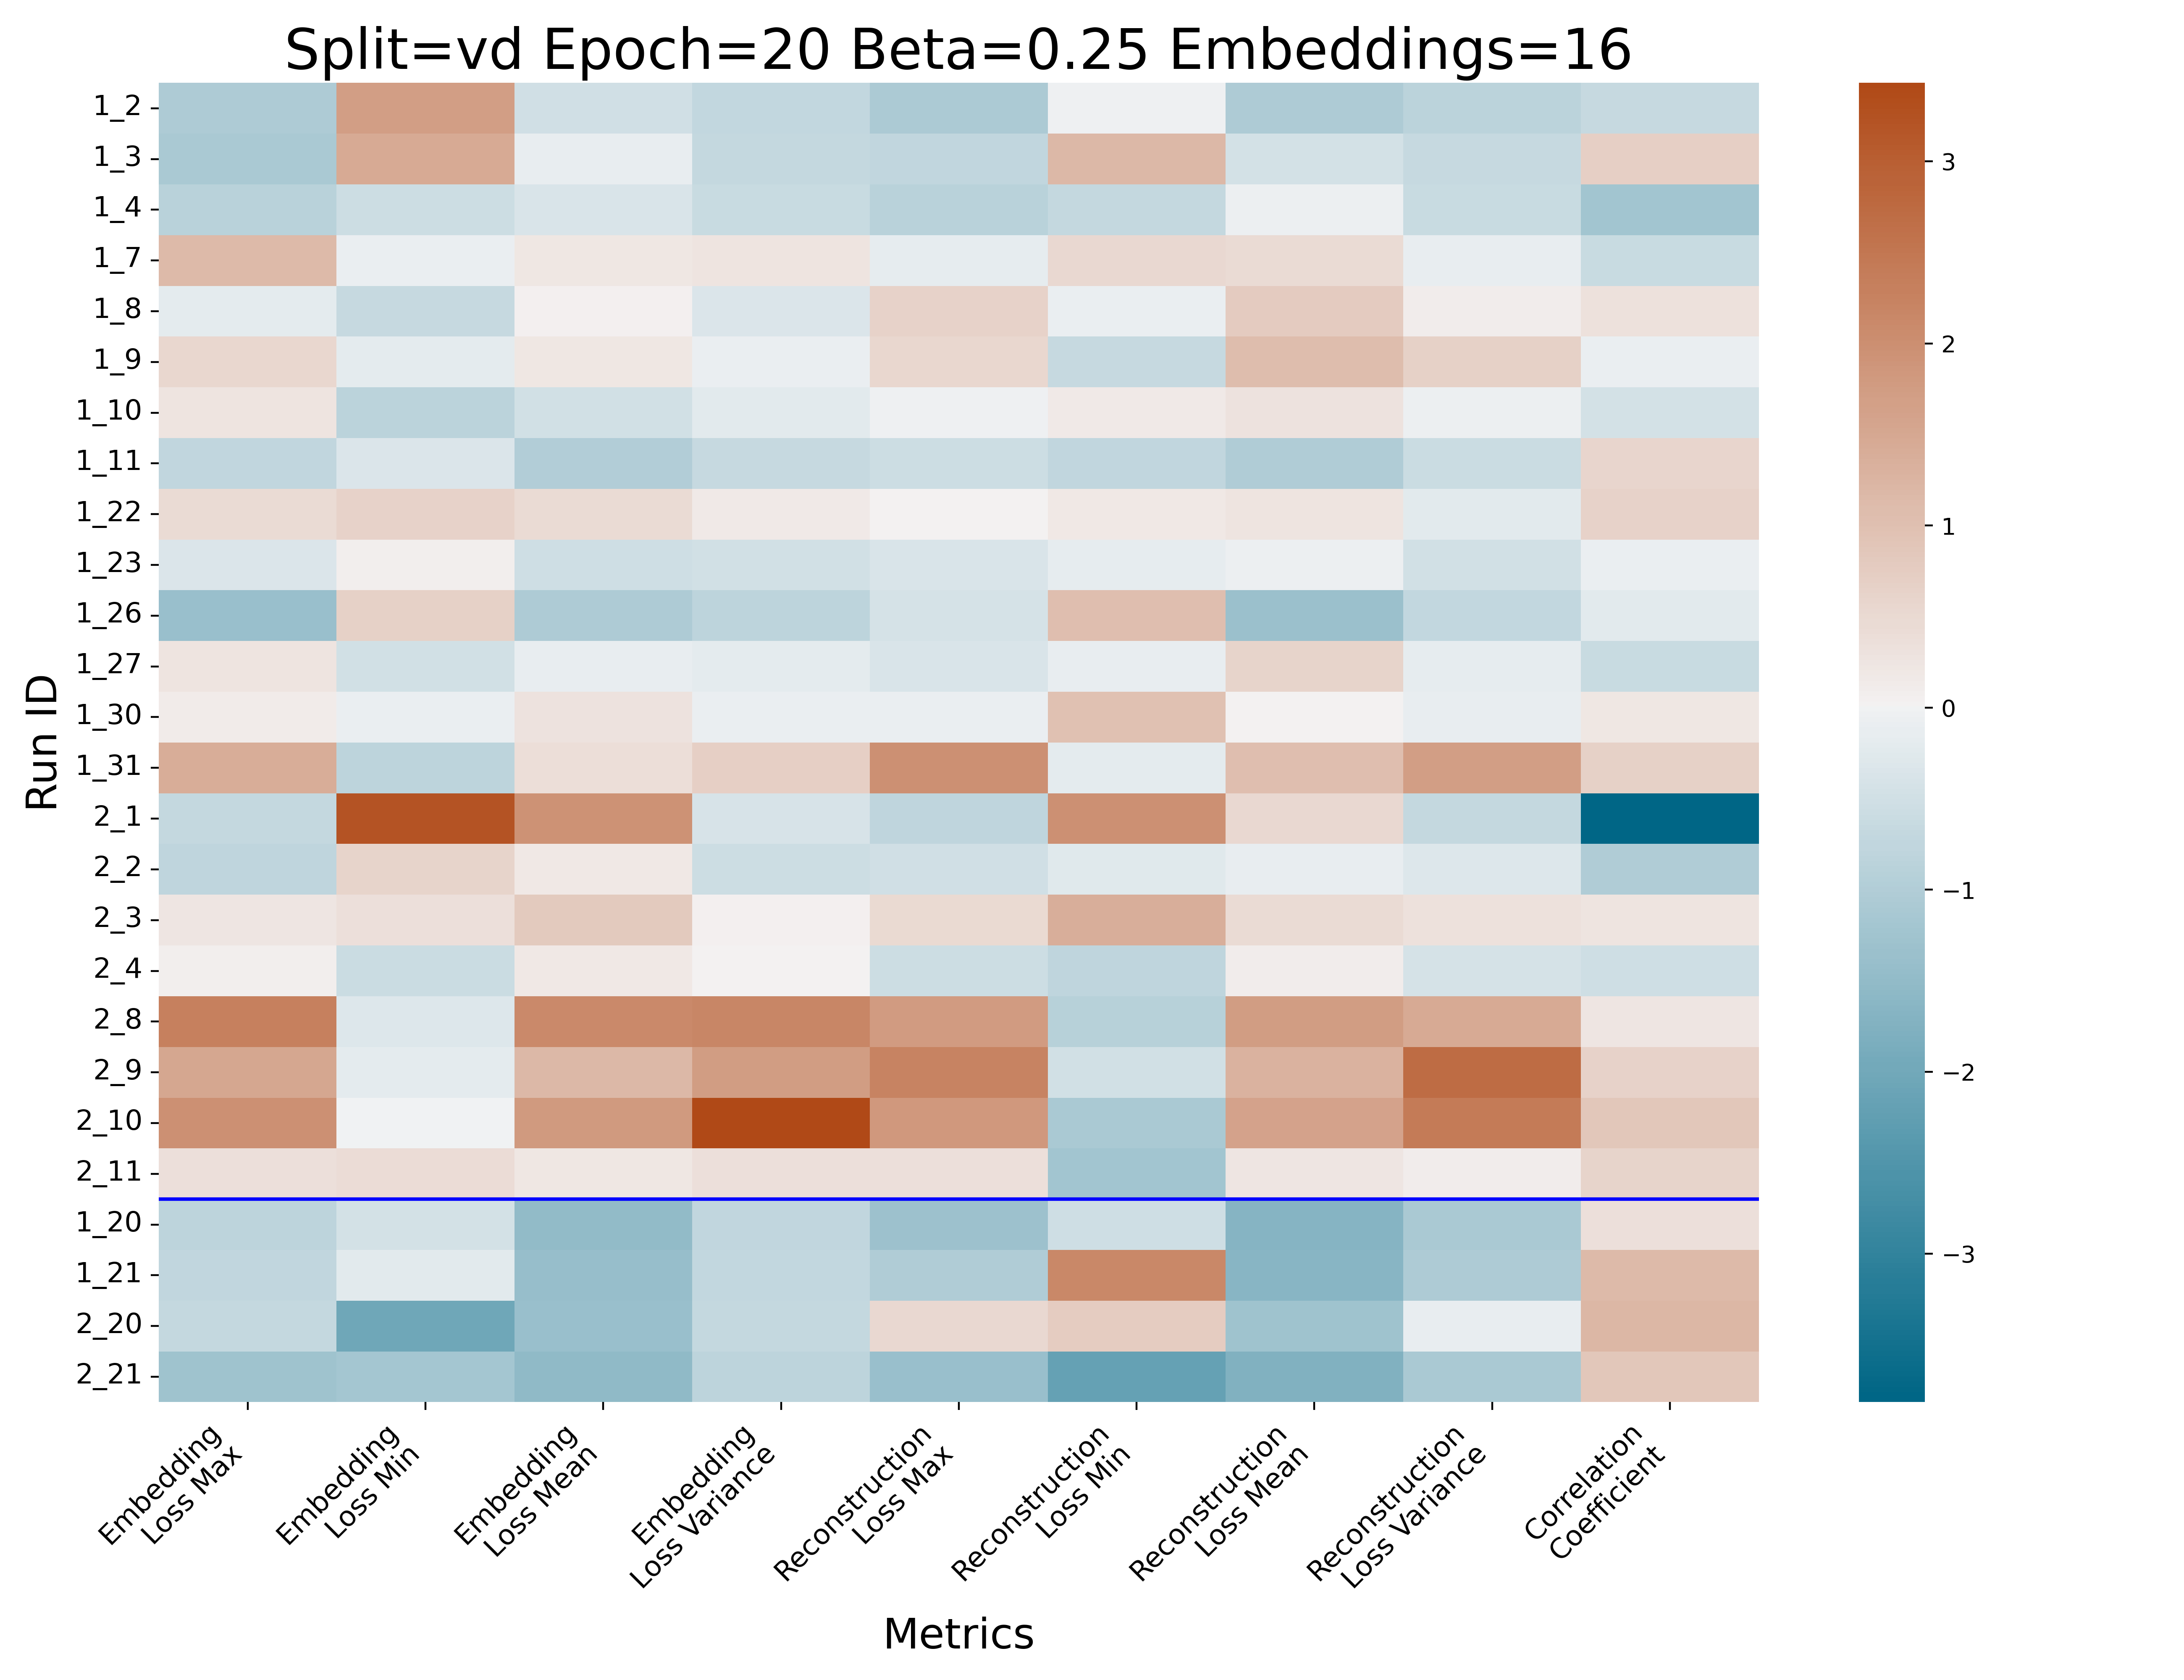 Split=vd Epoch=20 Beta=0.25 Embeddings=16
Run ID
1_2
1_3
1_4
1_7
1_8
1_9
1_10
1_11
1_22
1_23
1_26
1_27
1_30
1_31
2_1
2_2
2_3
2_4
2_8
2_9
2_10
2_11
1_20
1_21
2_20
2_21
Embedding
Loss Max
Embedding
Loss Min
Embedding
Loss Mean
Embedding
Loss Variance
Reconstruction
Loss Max
Reconstruction
Loss Min
Reconstruction
Loss Mean
Reconstruction
Loss Variance
Correlation
Coefficient
Metrics
3
2
1
0
−1
−2
−3